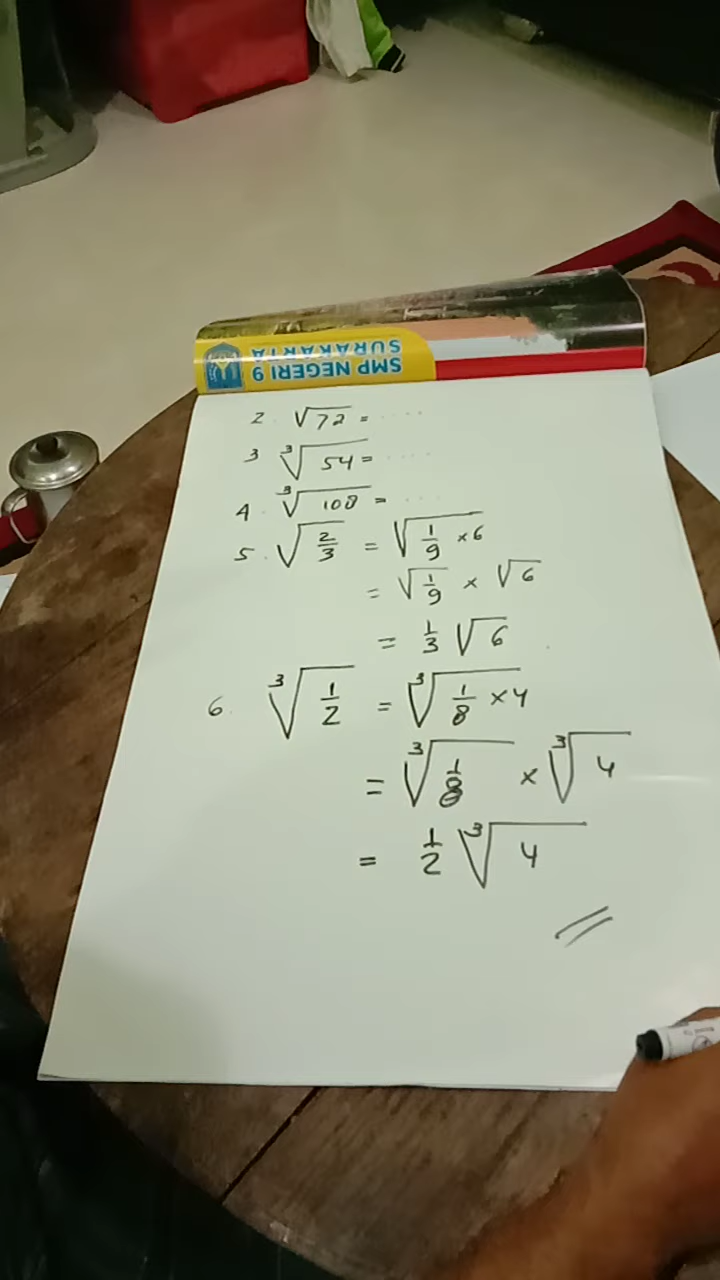 SMP NEGERI 9
SURAKARTA
2. √72 = ....
3 ∛54 = ....
4. ∛108 = ....
5. √(2/3) = √(1/9 × 6)
= √(1/9) × √6
= 1/3 √6
6. ∛(1/2) = ∛(1/8 × 4)
= ∛(1/8) × ∛4
= 1/2 ∛4